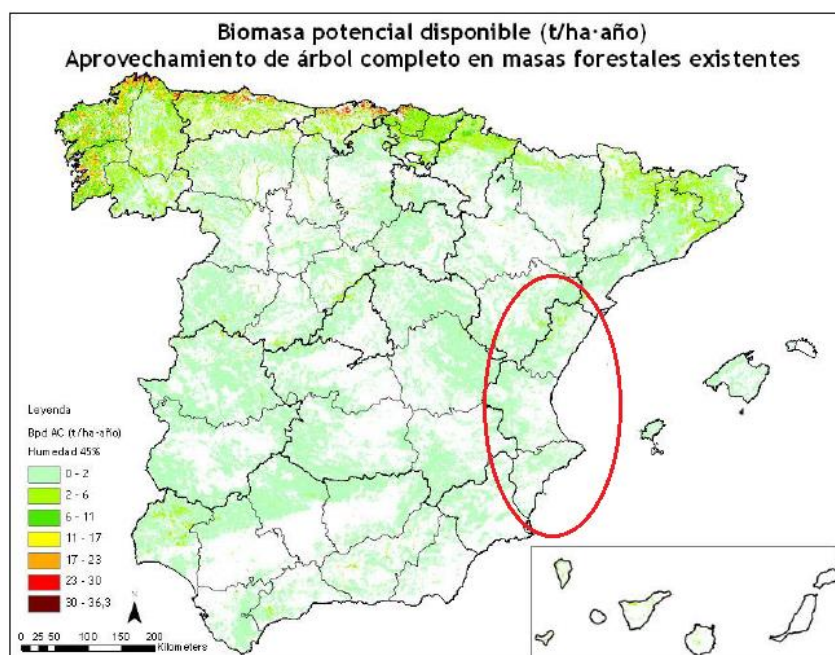 Biomasa potencial disponible (t/ha·año)
Aprovechamiento de árbol completo en masas forestales existentes
Leyenda
Bpd AC (t/ha·año)
Humedad 45%
0 - 2
2 - 6
6 - 11
11 - 17
17 - 23
23 - 30
30 - 36,3
N
0 25 50 100 150 200
Kilometers